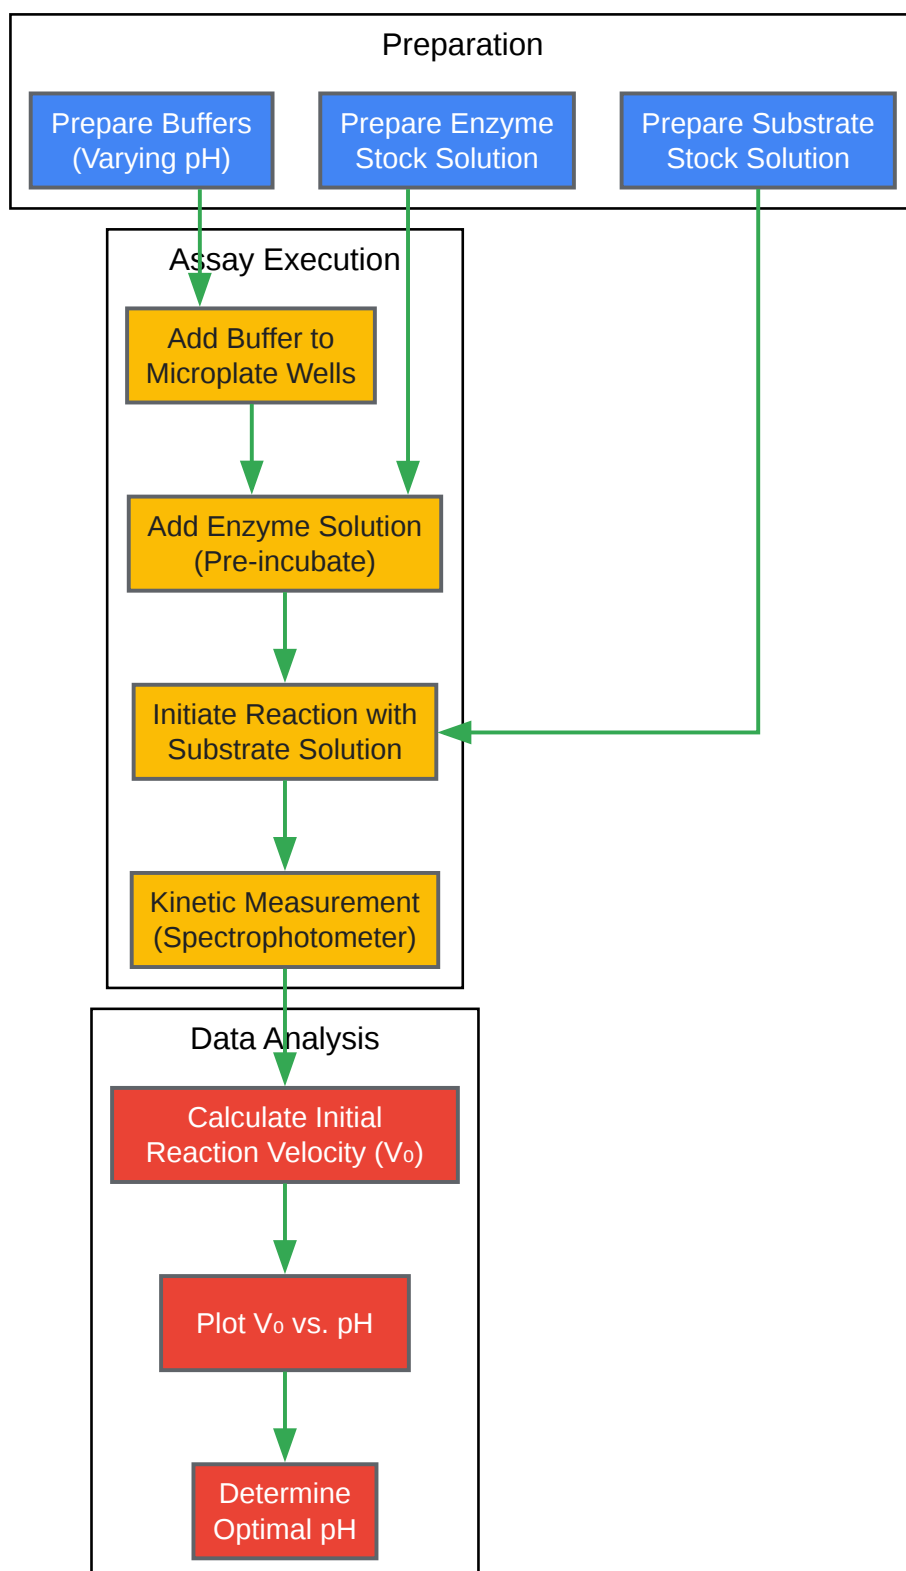 Preparation
Prepare Buffers
(Varying pH)
Prepare Enzyme
Stock Solution
Prepare Substrate
Stock Solution
Assay Execution
Add Buffer to
Microplate Wells
Add Enzyme Solution
(Pre-incubate)
Initiate Reaction with
Substrate Solution
Kinetic Measurement
(Spectrophotometer)
Data Analysis
Calculate Initial
Reaction Velocity (V₀)
Plot V₀ vs. pH
Determine
Optimal pH